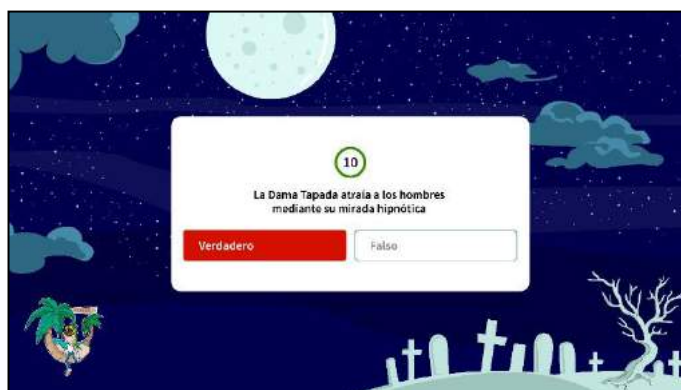 10
La Dama Tapada atraía a los hombres
mediante su mirada hipnótica
Verdadero
Falso